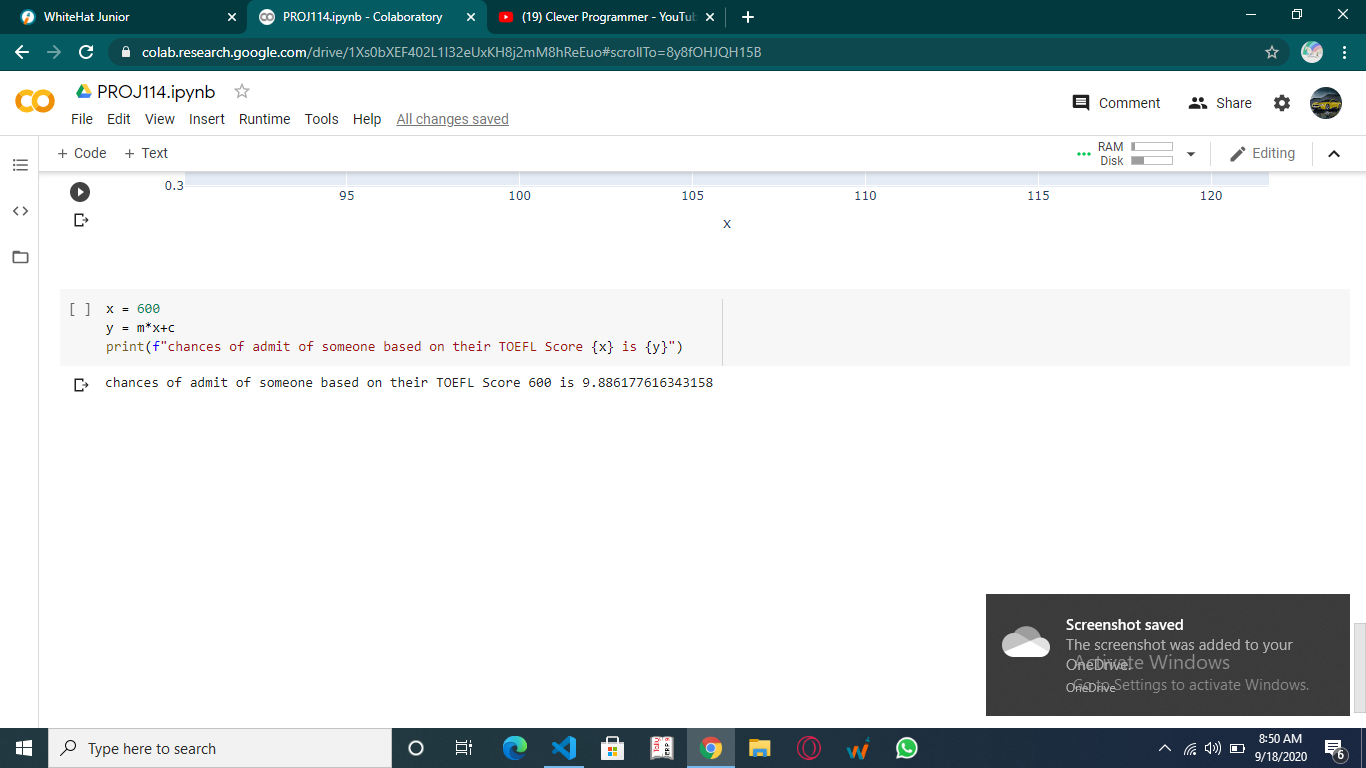 WhiteHat Junior
PROJ114.ipynb - Colaboratory
(19) Clever Programmer - YouTub
colab.research.google.com/drive/1Xs0bXEF402L1I32eUxKH8j2mM8hReEuo#scrollTo=8y8fOHJQH15B
PROJ114.ipynb
Comment
Share
File Edit View Insert Runtime Tools Help All changes saved
+ Code + Text
RAM
Disk
Editing
0.3
95 100 105 110 115 120
x
[ ] x = 600
y = m*x+c
print(f"chances of admit of someone based on their TOEFL Score {x} is {y}")
chances of admit of someone based on their TOEFL Score 600 is 9.886177616343158
Screenshot saved
The screenshot was added to your
OneDrive.
Activate Windows
OneDrive
Go to Settings to activate Windows.
Type here to search
8:50 AM
9/18/2020
6